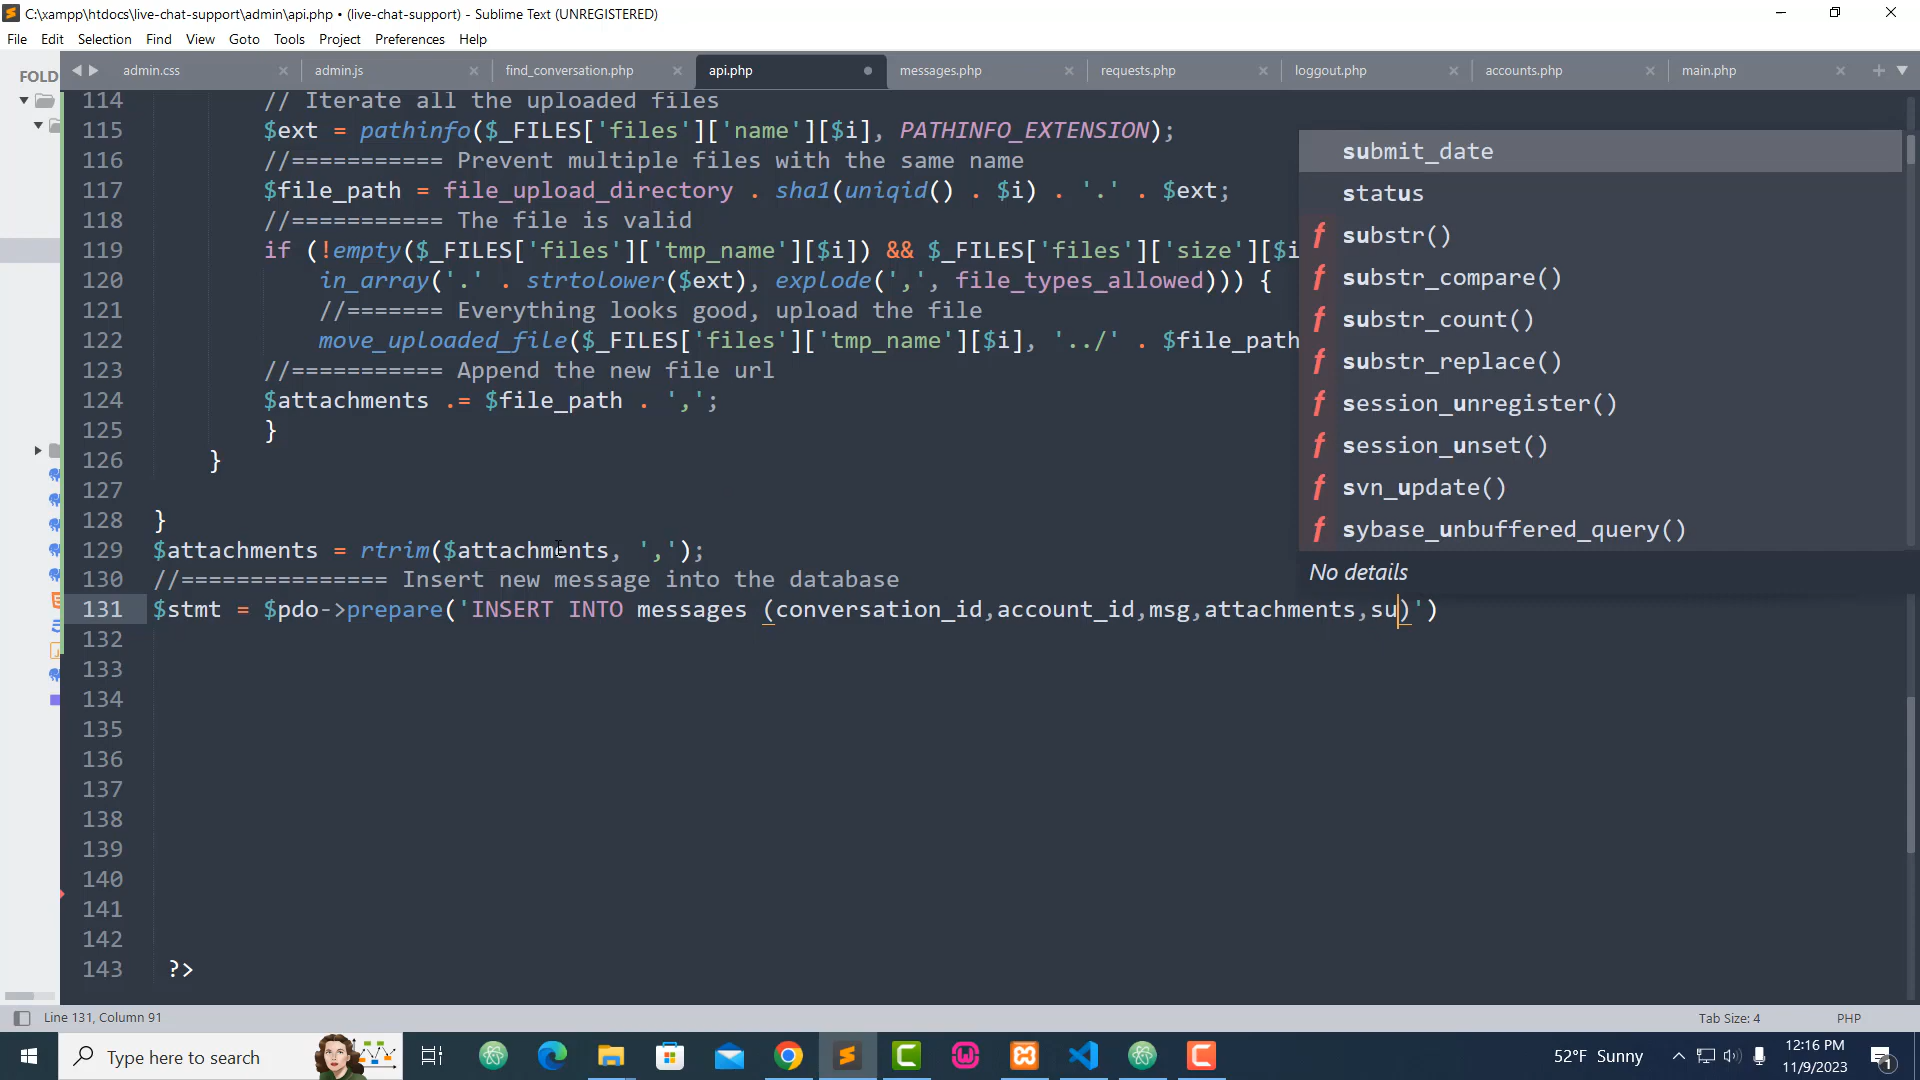 C:\xampp\htdocs\live-chat-support\admin\api.php • (live-chat-support) - Sublime Text (UNREGISTERED)
File Edit Selection Find View Goto Tools Project Preferences Help
FOLD
admin.css admin.js find_conversation.php api.php messages.php requests.php loggout.php accounts.php main.php
114 // Iterate all the uploaded files
115 $ext = pathinfo($_FILES['files']['name'][$i], PATHINFO_EXTENSION);
116 //=========== Prevent multiple files with the same name
117 $file_path = file_upload_directory . sha1(uniqid() . $i) . '.' . $ext;
118 //=========== The file is valid
119 if (!empty($_FILES['files']['tmp_name'][$i]) && $_FILES['files']['size'][$i
120 in_array('.' . strtolower($ext), explode(',', file_types_allowed))) {
121 //======= Everything looks good, upload the file
122 move_uploaded_file($_FILES['files']['tmp_name'][$i], '../' . $file_path
123 //=========== Append the new file url
124 $attachments .= $file_path . ',';
125 }
126 }
127
128 }
129 $attachments = rtrim($attachments, ',');
130 //=============== Insert new message into the database
131 $stmt = $pdo->prepare('INSERT INTO messages (conversation_id,account_id,msg,attachments,su)')
132
133
134
135
136
137
138
139
140
141
142
143 ?>
submit_date
status
f substr()
f substr_compare()
f substr_count()
f substr_replace()
f session_unregister()
f session_unset()
f svn_update()
f sybase_unbuffered_query()
No details
Line 131, Column 91 Tab Size: 4 PHP
Type here to search
52°F Sunny
12:16 PM
11/9/2023
1